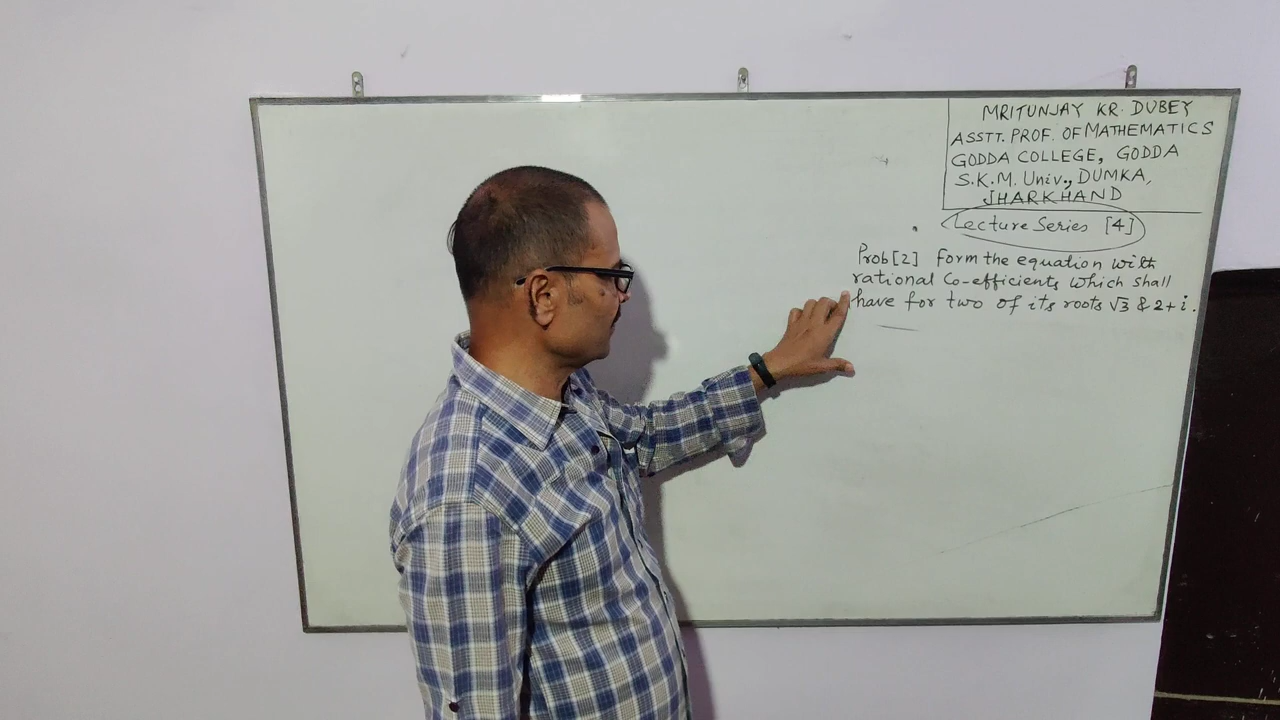 MRITUNJAY KR. DUBEY
ASSTT. PROF. OF MATHEMATICS
GODDA COLLEGE, GODDA
S.K.M. Univ., DUMKA,
JHARKHAND
Lecture Series [4]
Prob[2] Form the equation with
rational Co-efficients which shall
have for two of its roots √3 & 2+i.